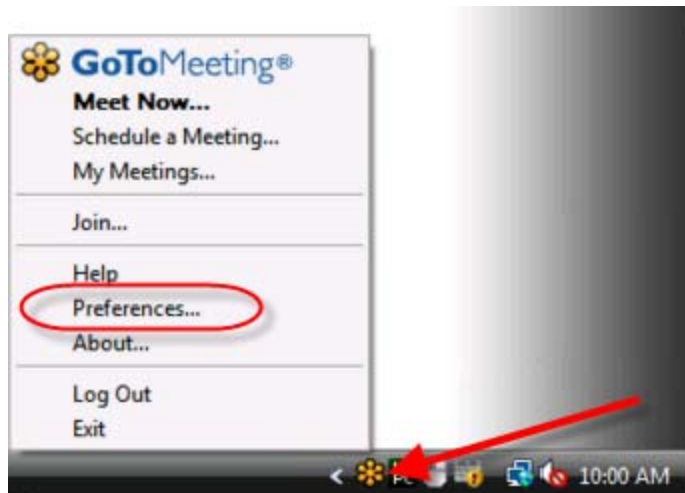 GoToMeeting®
Meet Now...
Schedule a Meeting...
My Meetings...
Join...
Help
Preferences...
About...
Log Out
Exit
< 10:00 AM